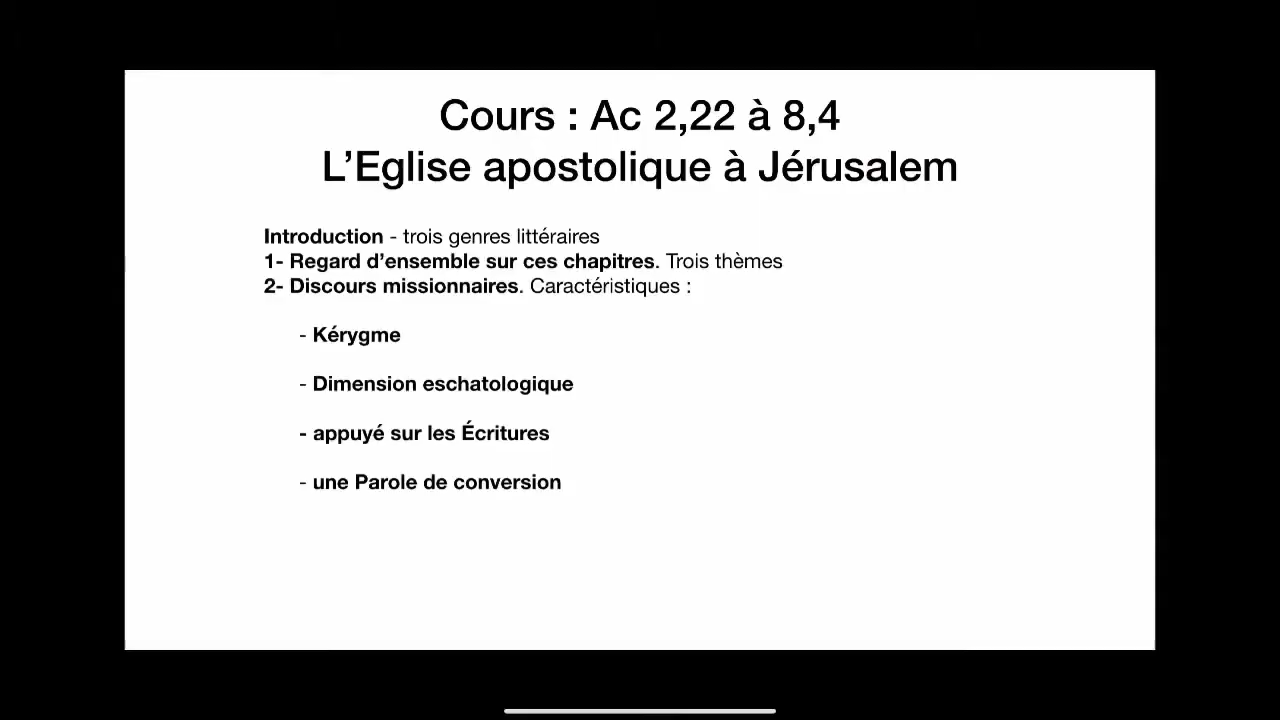 Cours : Ac 2,22 à 8,4
L’Eglise apostolique à Jérusalem
Introduction - trois genres littéraires
1- Regard d’ensemble sur ces chapitres. Trois thèmes
2- Discours missionnaires. Caractéristiques :
- Kérygme
- Dimension eschatologique
- appuyé sur les Écritures
- une Parole de conversion